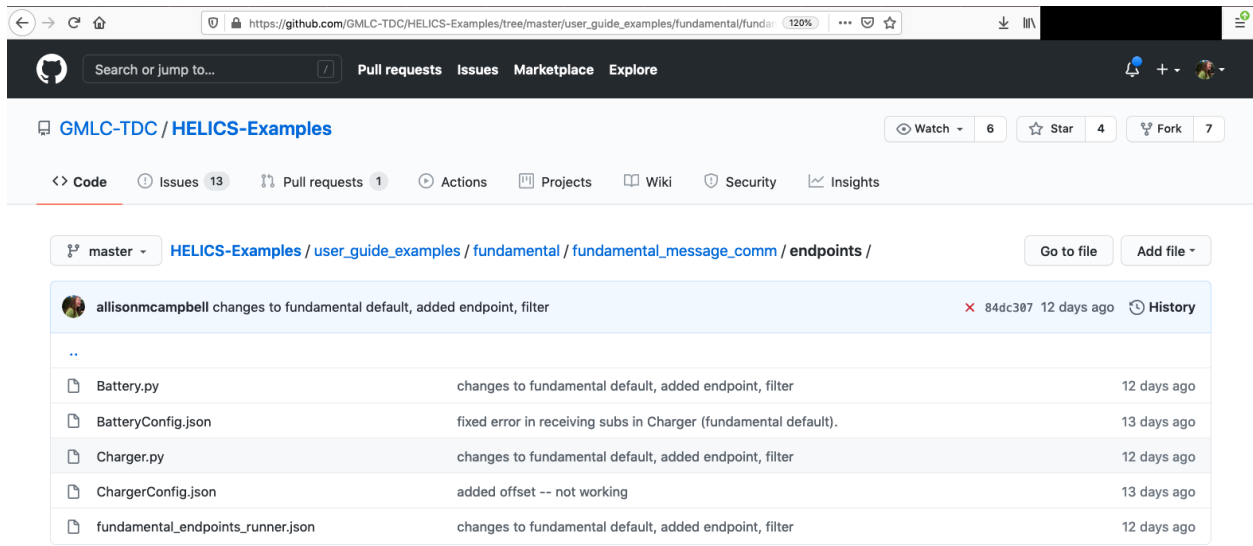 https://github.com/GMLC-TDC/HELICS-Examples/tree/master/user_guide_examples/fundamental/fundar 120%
Search or jump to... / Pull requests Issues Marketplace Explore
GMLC-TDC / HELICS-Examples Watch 6 Star 4 Fork 7
<> Code Issues 13 Pull requests 1 Actions Projects Wiki Security Insights
master HELICS-Examples / user_guide_examples / fundamental / fundamental_message_comm / endpoints / Go to file Add file
allisonmcampbell changes to fundamental default, added endpoint, filter 84dc307 12 days ago History
..
Battery.py changes to fundamental default, added endpoint, filter 12 days ago
BatteryConfig.json fixed error in receiving subs in Charger (fundamental default). 13 days ago
Charger.py changes to fundamental default, added endpoint, filter 12 days ago
ChargerConfig.json added offset -- not working 13 days ago
fundamental_endpoints_runner.json changes to fundamental default, added endpoint, filter 12 days ago